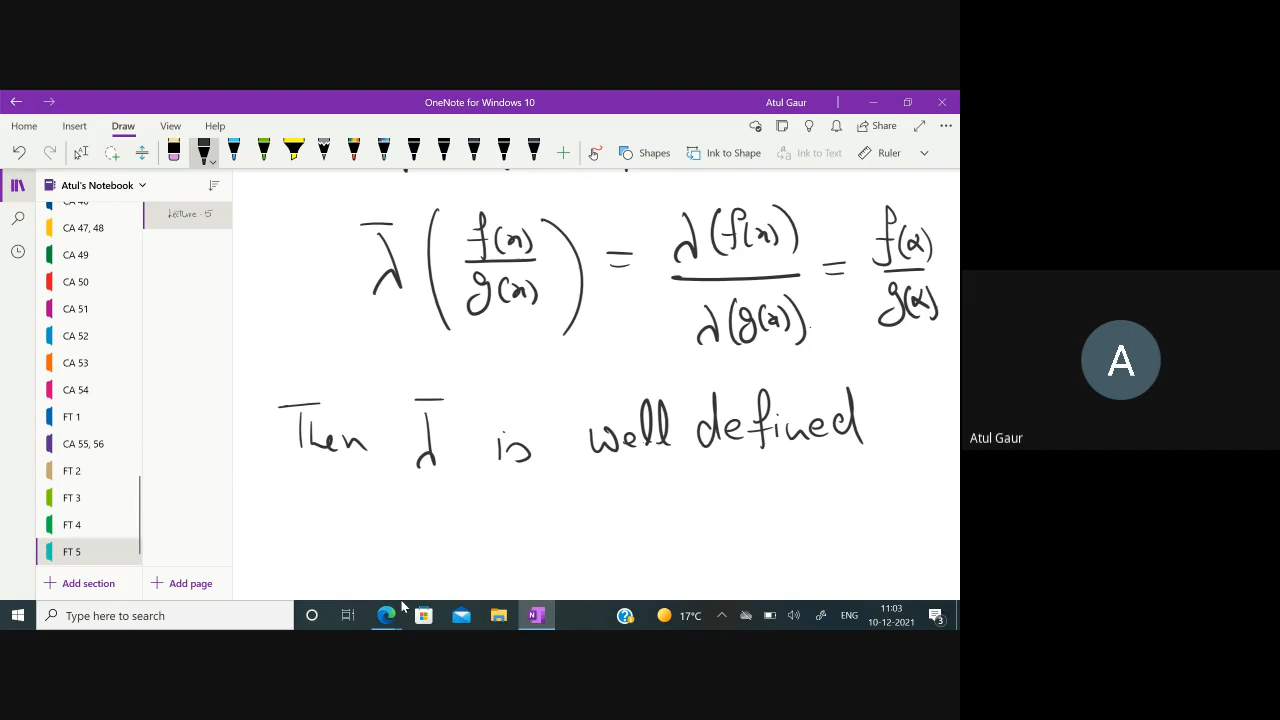 OneNote for Windows 10
Atul Gaur
Home Insert Draw View Help
Share
Shapes
Ink to Shape
Ink to Text
Ruler
Atul's Notebook
CA 46
CA 47, 48
CA 49
CA 50
CA 51
CA 52
CA 53
CA 54
FT 1
CA 55, 56
FT 2
FT 3
FT 4
FT 5
Add section
Lecture - 5
Add page
λ̄ ( f(x) / g(x) ) = λ(f(x)) / λ(g(x)) = f(α) / g(α)
Then λ̄ is well defined
A
Atul Gaur
Type here to search
17°C
ENG
11:03
10-12-2021
3